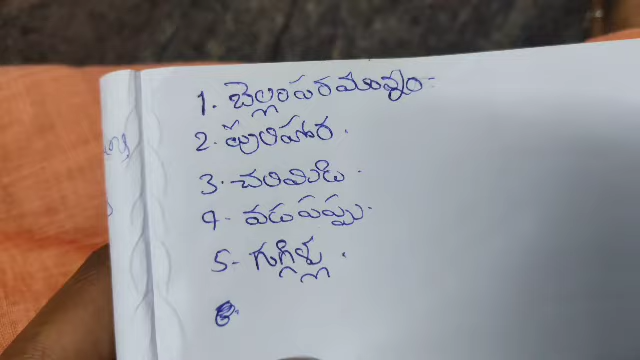 1. బెల్లంపరమాన్నం-
2. పులిహార.
3. చలిమిడి.
4- వడపప్పు.
5- గుగ్గిళ్ళు.